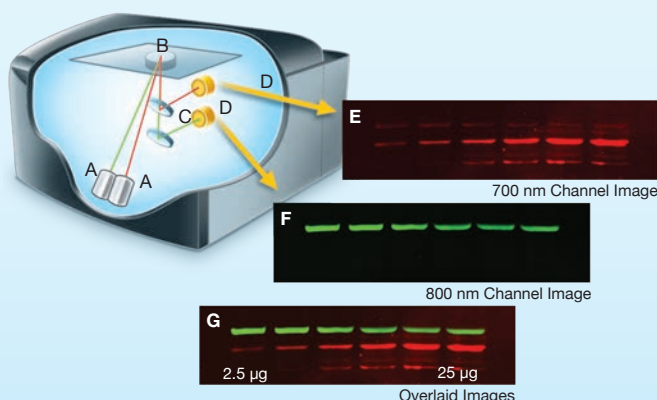 B
D
C
D
A
A
E
700 nm Channel Image
F
800 nm Channel Image
G
2.5 µg
25 µg
Overlaid Images